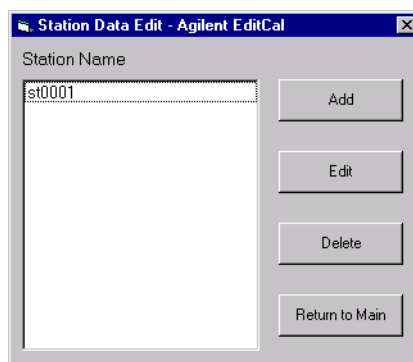 Station Data Edit - Agilent EditCal
Station Name
st0001
Add
Edit
Delete
Return to Main